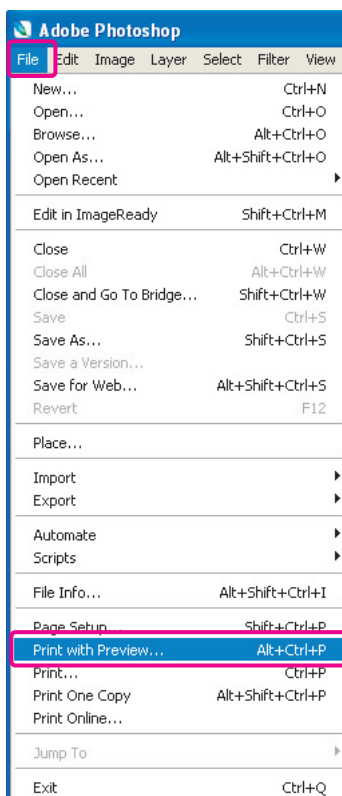 Adobe Photoshop
File Edit Image Layer Select Filter View
New... Ctrl+N
Open... Ctrl+O
Browse... Alt+Ctrl+O
Open As... Alt+Shift+Ctrl+O
Open Recent
Edit in ImageReady Shift+Ctrl+M
Close Ctrl+W
Close All Alt+Ctrl+W
Close and Go To Bridge... Shift+Ctrl+W
Save Ctrl+S
Save As... Shift+Ctrl+S
Save a Version...
Save for Web... Alt+Shift+Ctrl+S
Revert F12
Place...
Import
Export
Automate
Scripts
File Info... Alt+Shift+Ctrl+I
Page Setup... Shift+Ctrl+P
Print with Preview... Alt+Ctrl+P
Print... Ctrl+P
Print One Copy Alt+Shift+Ctrl+P
Print Online...
Jump To
Exit Ctrl+Q